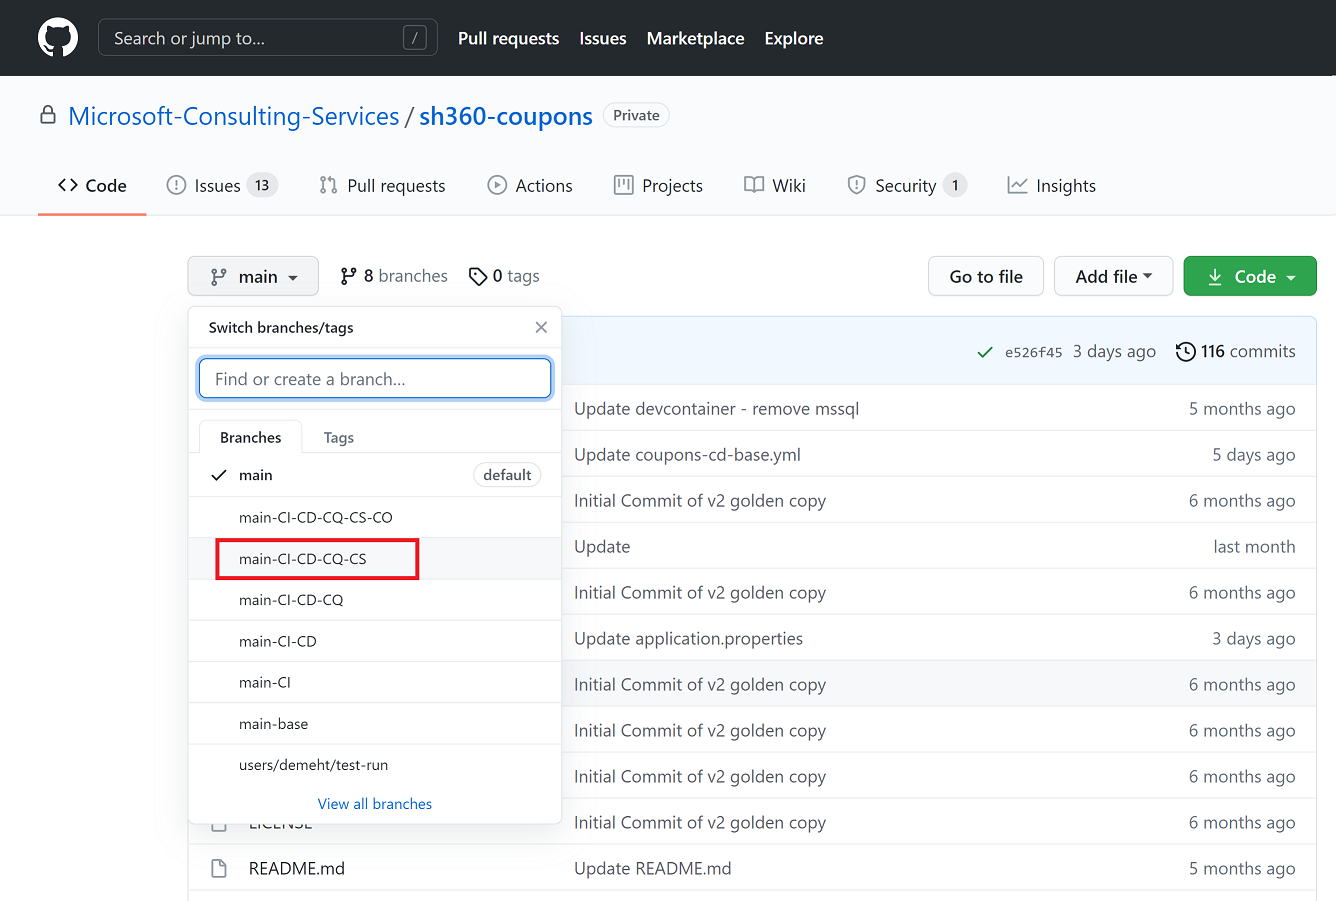 Search or jump to... /
Pull requests Issues Marketplace Explore
Microsoft-Consulting-Services / sh360-coupons Private
Code Issues 13 Pull requests Actions Projects Wiki Security 1 Insights
main 8 branches 0 tags Go to file Add file Code
Switch branches/tags
Find or create a branch...
Branches Tags
main default
main-CI-CD-CQ-CS-CO
main-CI-CD-CQ-CS
main-CI-CD-CQ
main-CI-CD
main-CI
main-base
users/demeht/test-run
View all branches
e526f45 3 days ago 116 commits
Update devcontainer - remove mssql 5 months ago
Update coupons-cd-base.yml 5 days ago
Initial Commit of v2 golden copy 6 months ago
Update last month
Initial Commit of v2 golden copy 6 months ago
Update application.properties 3 days ago
Initial Commit of v2 golden copy 6 months ago
Initial Commit of v2 golden copy 6 months ago
Initial Commit of v2 golden copy 6 months ago
LICENSE Initial Commit of v2 golden copy 6 months ago
README.md Update README.md 5 months ago